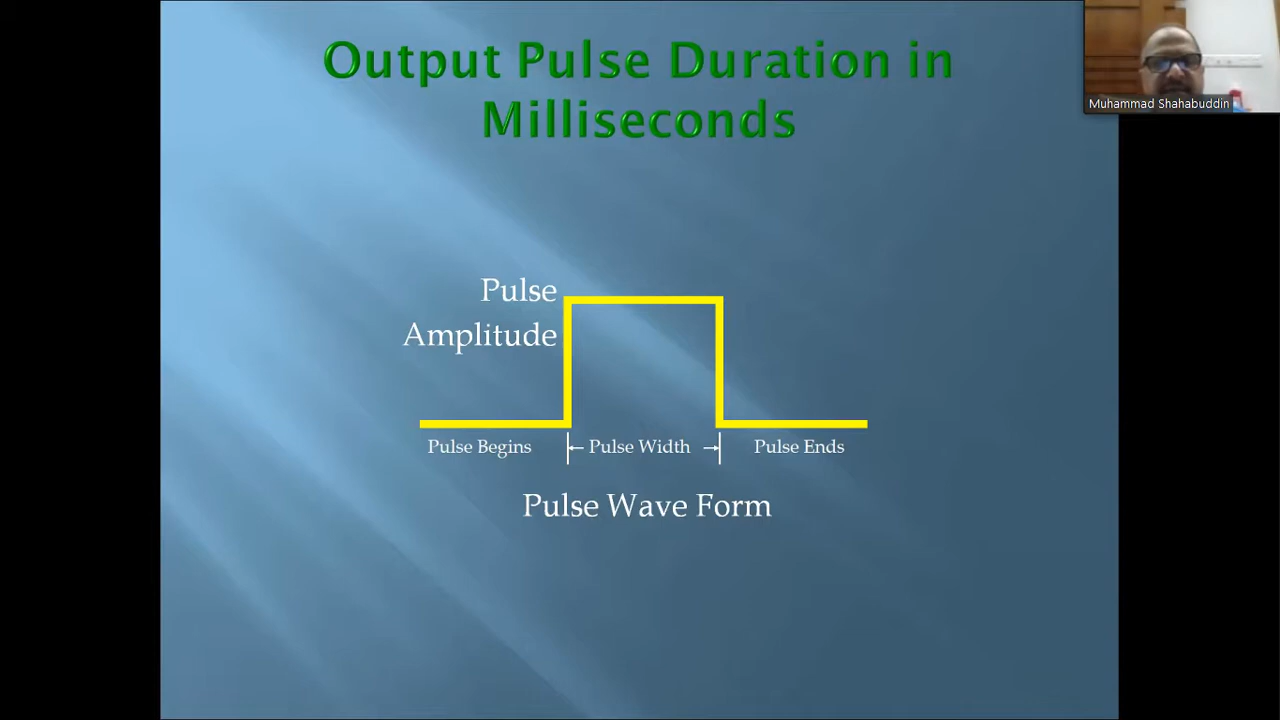 Output Pulse Duration in
Milliseconds
Muhammad Shahabuddin
Pulse
Amplitude
Pulse Begins
Pulse Width
Pulse Ends
Pulse Wave Form